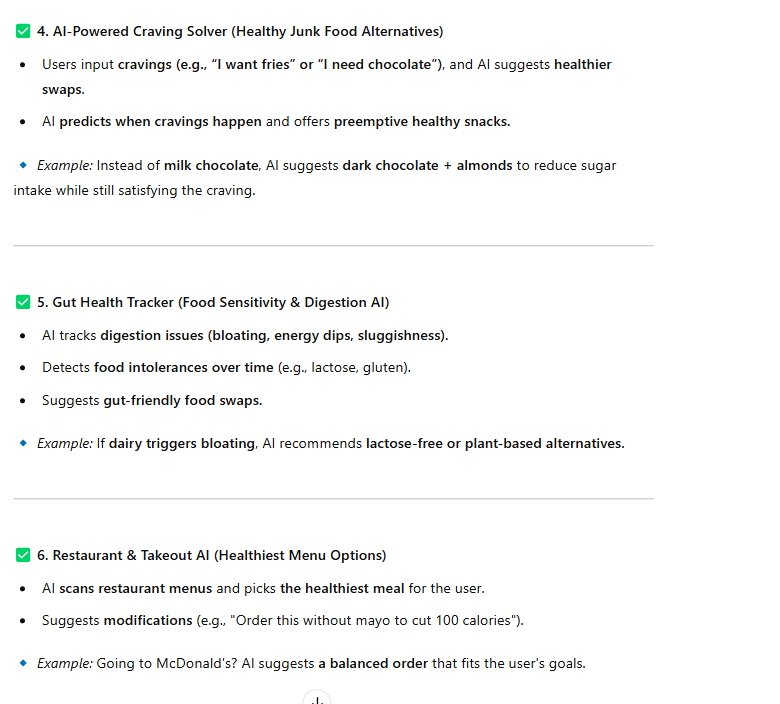 ✅ 4. AI-Powered Craving Solver (Healthy Junk Food Alternatives)
• Users input cravings (e.g., “I want fries” or “I need chocolate”), and AI suggests healthier
swaps.
• AI predicts when cravings happen and offers preemptive healthy snacks.
🔹 Example: Instead of milk chocolate, AI suggests dark chocolate + almonds to reduce sugar
intake while still satisfying the craving.
✅ 5. Gut Health Tracker (Food Sensitivity & Digestion AI)
• AI tracks digestion issues (bloating, energy dips, sluggishness).
• Detects food intolerances over time (e.g., lactose, gluten).
• Suggests gut-friendly food swaps.
🔹 Example: If dairy triggers bloating, AI recommends lactose-free or plant-based alternatives.
✅ 6. Restaurant & Takeout AI (Healthiest Menu Options)
• AI scans restaurant menus and picks the healthiest meal for the user.
• Suggests modifications (e.g., "Order this without mayo to cut 100 calories").
🔹 Example: Going to McDonald's? AI suggests a balanced order that fits the user's goals.